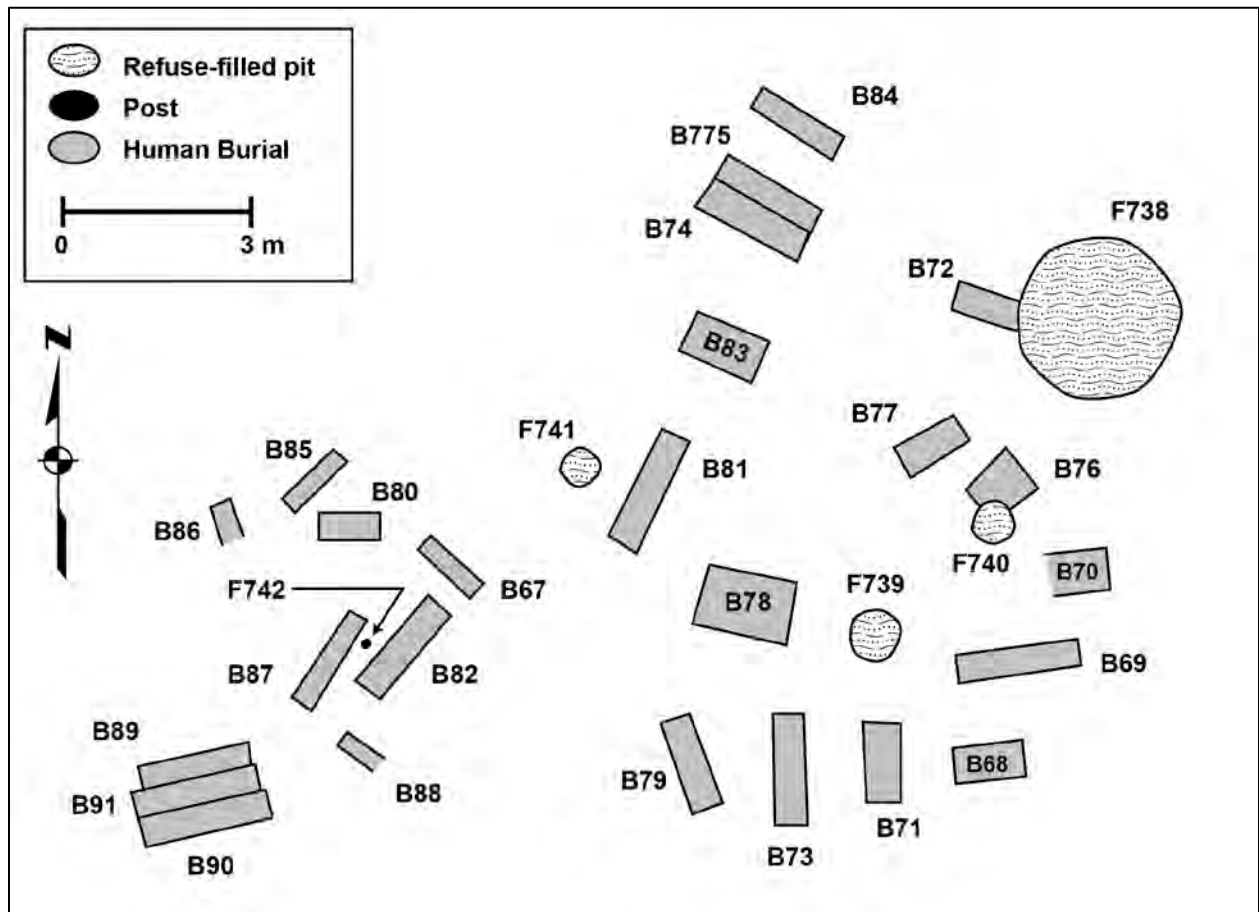 Refuse-filled pit
Post
Human Burial
0 3 m
N
B84
B775
B74
F738
B72
B83
B77
F741
B81
B76
B85
B80
B86
F740
B70
F742
B67
B78
F739
B87
B82
B69
B89
B91
B90
B88
B79
B73
B71
B68